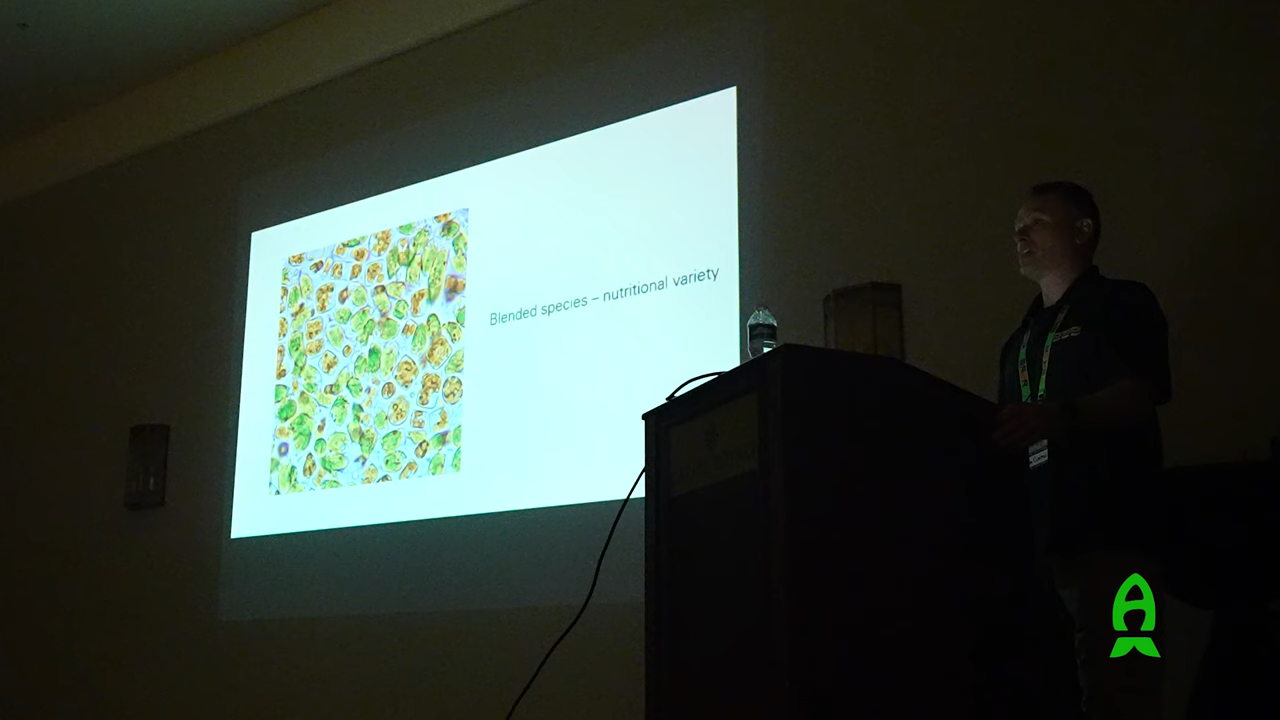 Blended species – nutritional variety